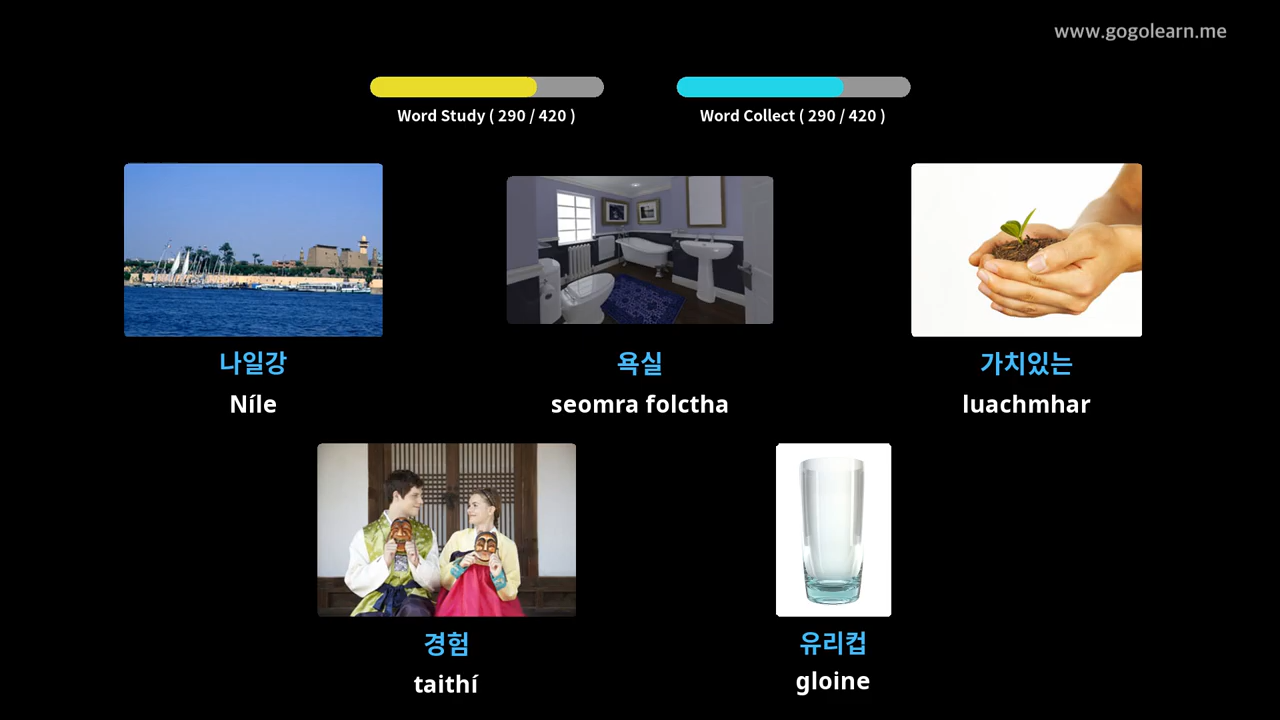 www.gogolearn.me
Word Study ( 290 / 420 )
Word Collect ( 290 / 420 )
나일강
Níle
욕실
seomra folctha
가치있는
luachmhar
경험
taithí
유리컵
gloine